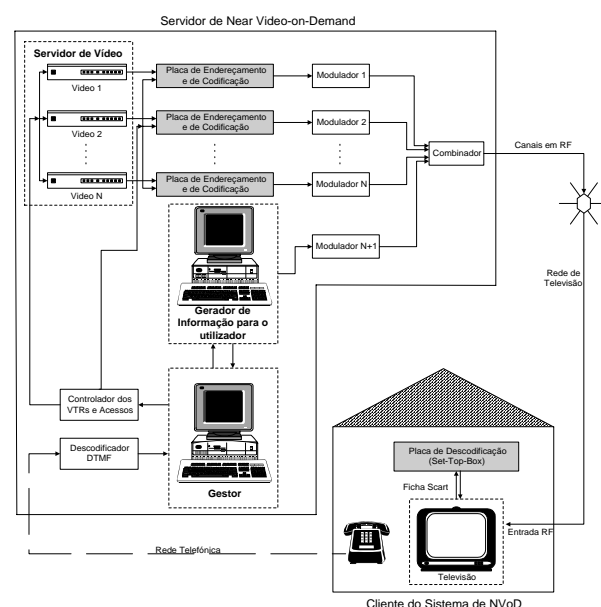 Servidor de Near Video-on-Demand
Servidor de Vídeo
Video 1
Placa de Endereçamento
e de Codificação
Modulador 1
Video 2
Placa de Endereçamento
e de Codificação
Modulador 2
Combinador
Canais em RF
Video N
Placa de Endereçamento
e de Codificação
Modulador N
Modulador N+1
Gerador de
Informação para o
utilizador
Rede de
Televisão
Controlador dos
VTRs e Acessos
Descodificador
DTMF
Gestor
Placa de Descodificação
(Set-Top-Box)
Ficha Scart
Entrada RF
Televisão
Rede Telefónica
Cliente do Sistema de NVoD